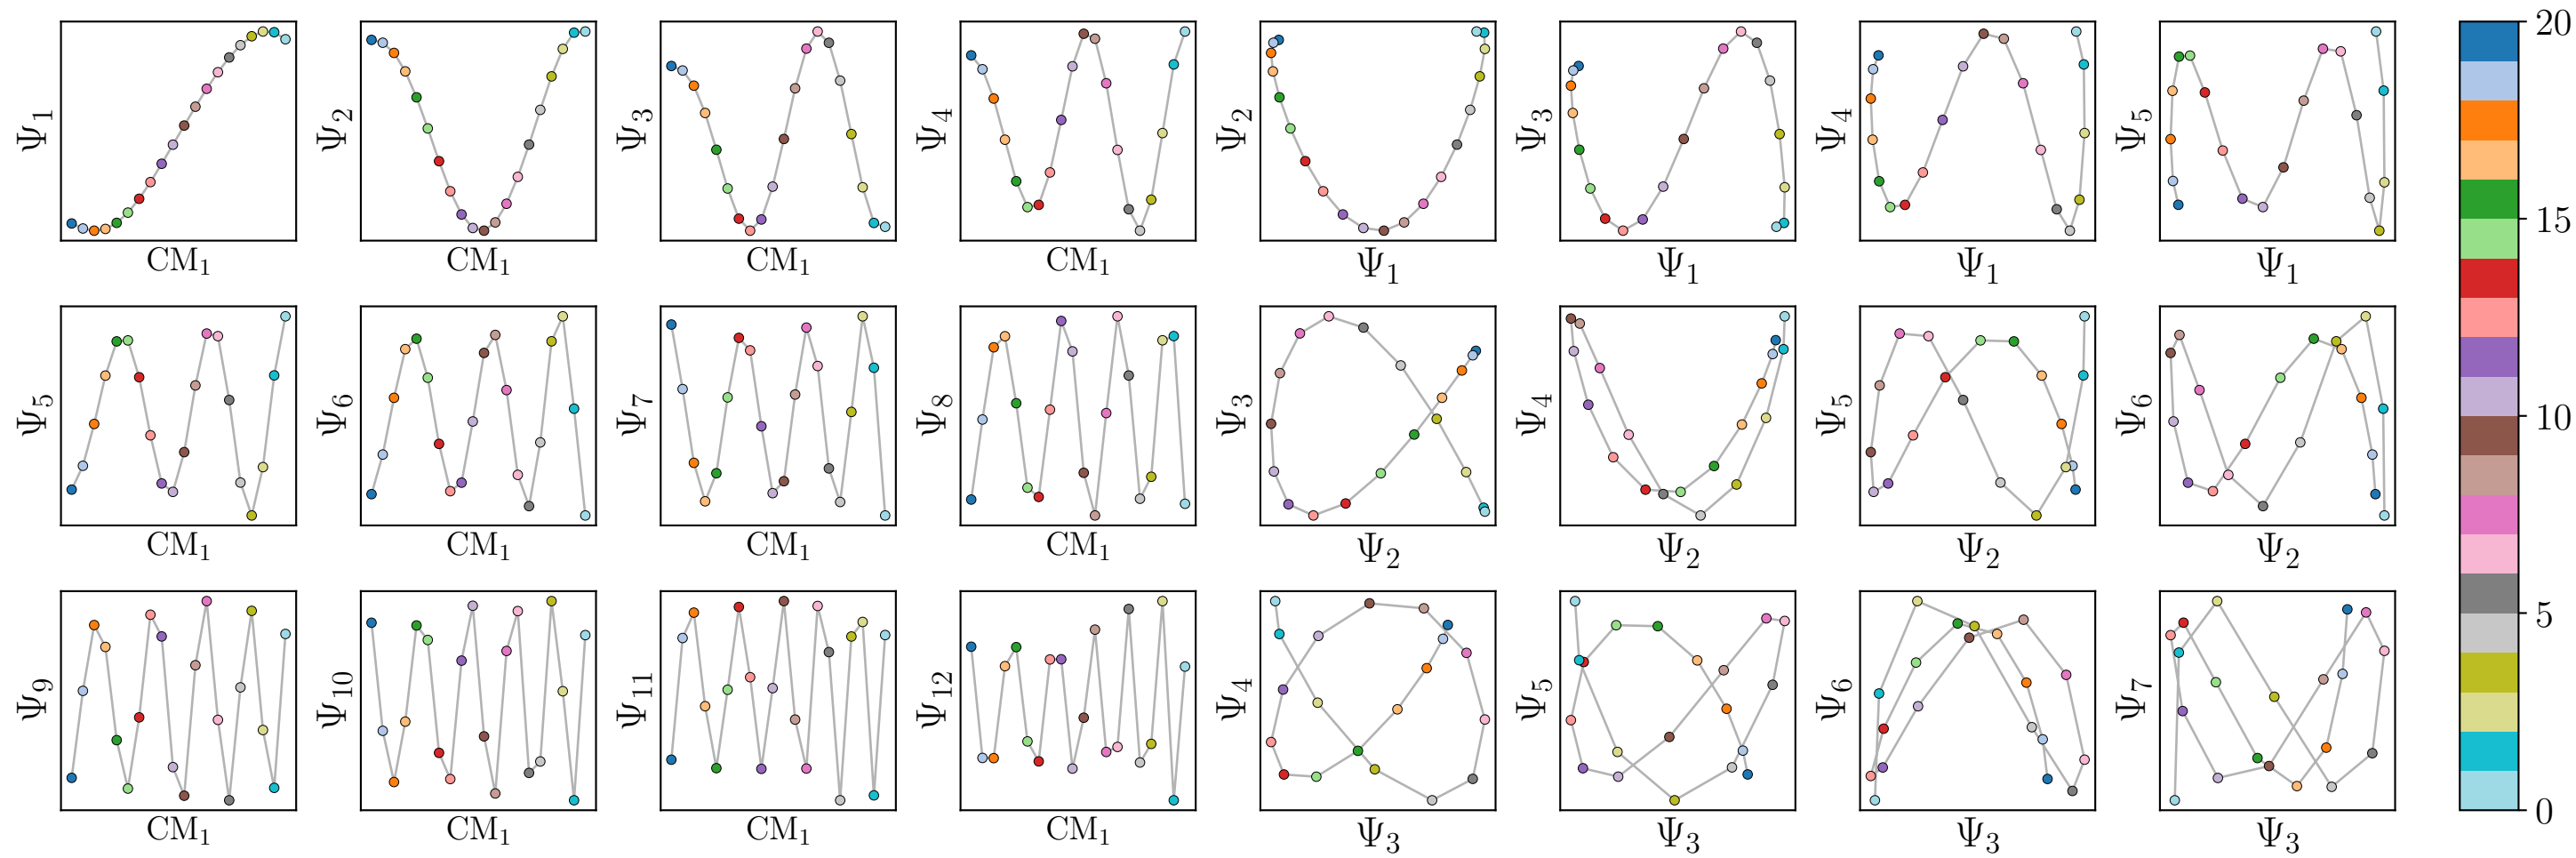 Ψ₁ Ψ₂ Ψ₃ Ψ₄ Ψ₂ Ψ₃ Ψ₄ Ψ₅ 20
CM₁ CM₁ CM₁ CM₁ Ψ₁ Ψ₁ Ψ₁ Ψ₁ 15
Ψ₅ Ψ₆ Ψ₇ Ψ₈ Ψ₃ Ψ₄ Ψ₅ Ψ₆ 10
CM₁ CM₁ CM₁ CM₁ Ψ₂ Ψ₂ Ψ₂ Ψ₂ 5
Ψ₉ Ψ₁₀ Ψ₁₁ Ψ₁₂ Ψ₄ Ψ₅ Ψ₆ Ψ₇ 0
CM₁ CM₁ CM₁ CM₁ Ψ₃ Ψ₃ Ψ₃ Ψ₃